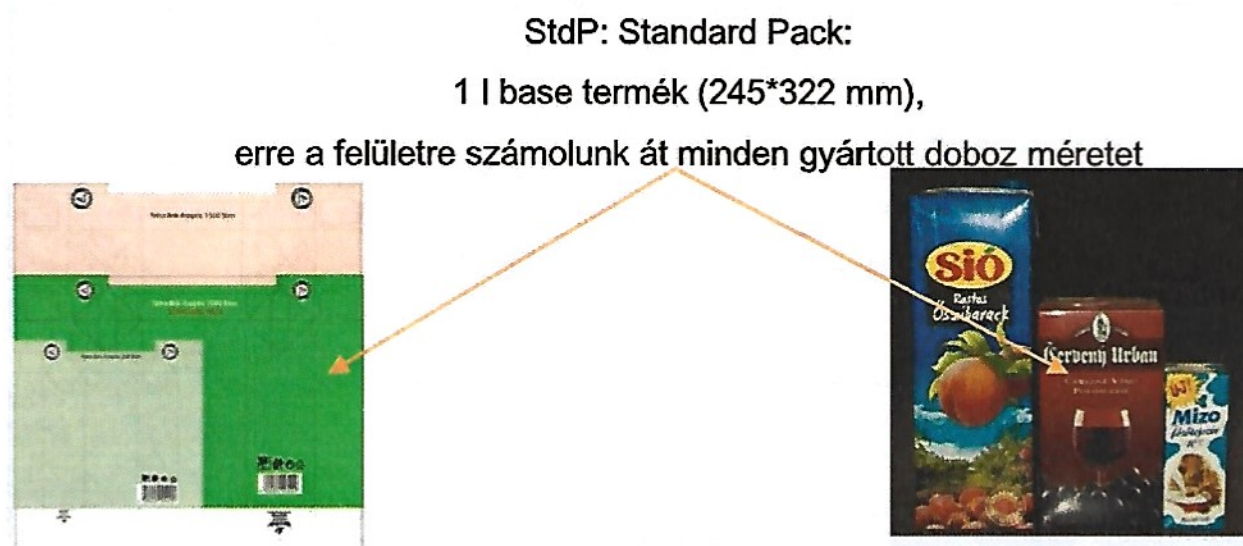 StdP: Standard Pack:
1 l base termék (245*322 mm),
erre a felületre számolunk át minden gyártott doboz méretet
SIÓ
Rostos
Őszibarack
Červený Urban
Mizo